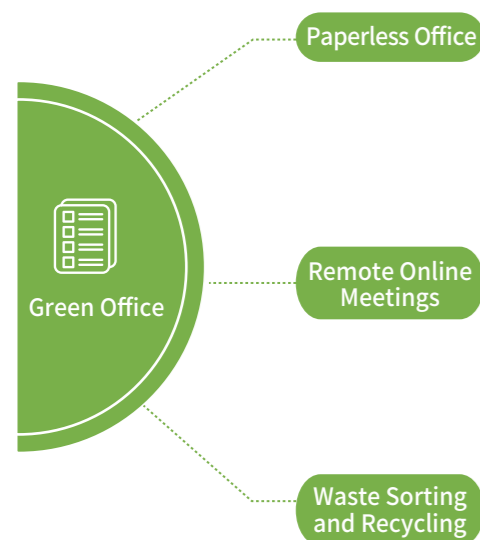 Paperless Office
Green Office
Remote Online
Meetings
Waste Sorting
and Recycling